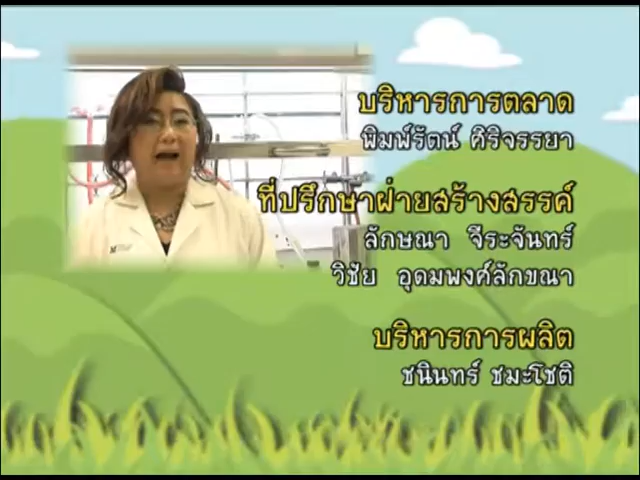 บริหารการตลาด
พิมพ์รัตน์ ศิริจรรยา
ที่ปรึกษาฝ่ายสร้างสรรค์
ลักษณา จีระจันทร์
วิชัย อุดมพงศ์ลักขณา
บริหารการผลิต
ชนินทร์ ชมะโชติ